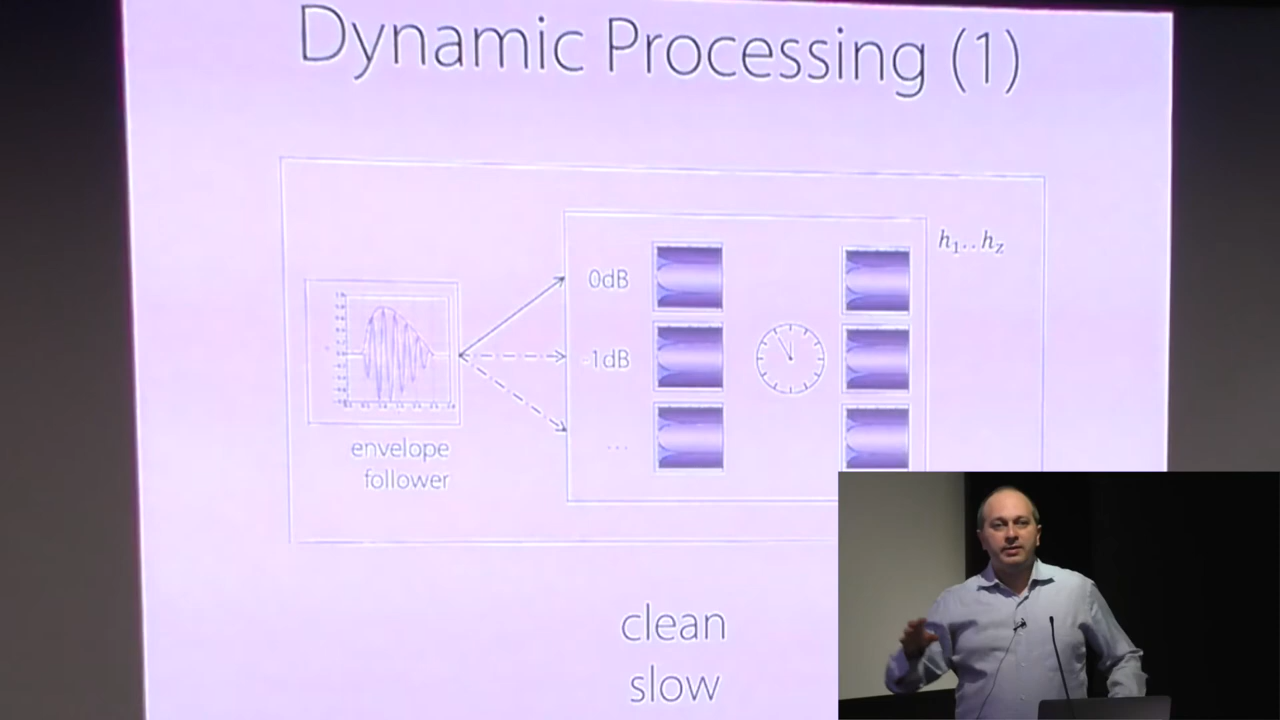 Dynamic Processing (1)
h₁..h_z
0dB
-1dB
...
envelope
follower
clean
slow